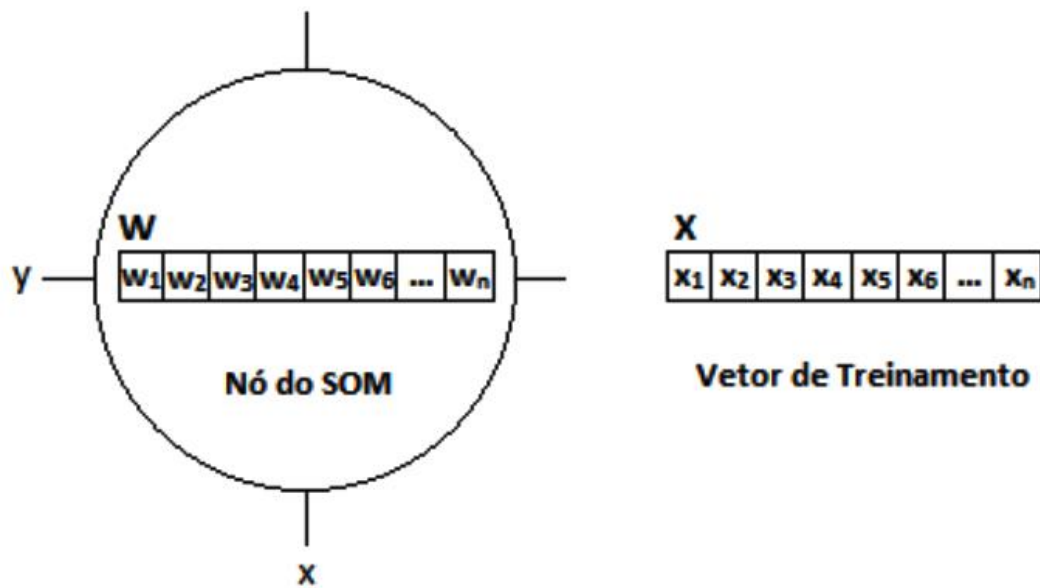 W
w1 w2 w3 w4 w5 w6 ... wn
y
Nó do SOM
x
X
x1 x2 x3 x4 x5 x6 ... xn
Vetor de Treinamento